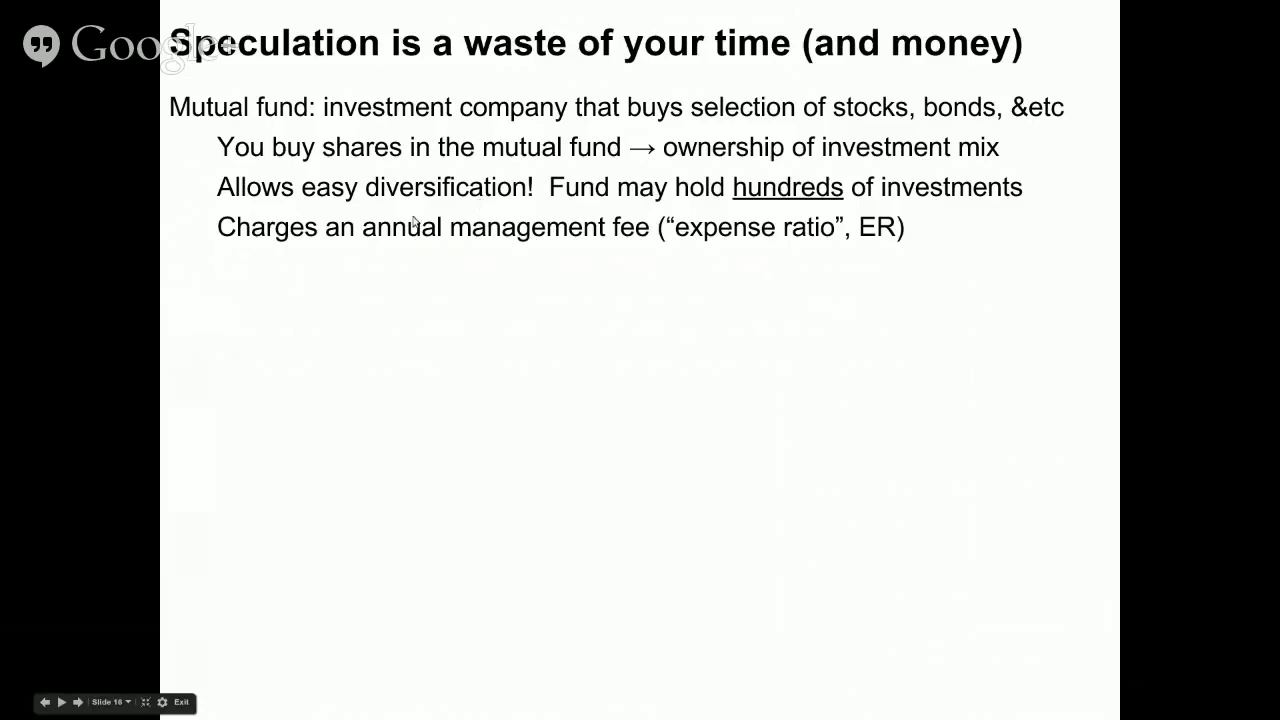 Google+
Speculation is a waste of your time (and money)
Mutual fund: investment company that buys selection of stocks, bonds, &etc
You buy shares in the mutual fund → ownership of investment mix
Allows easy diversification!  Fund may hold hundreds of investments
Charges an annual management fee (“expense ratio”, ER)
Slide 16 Exit